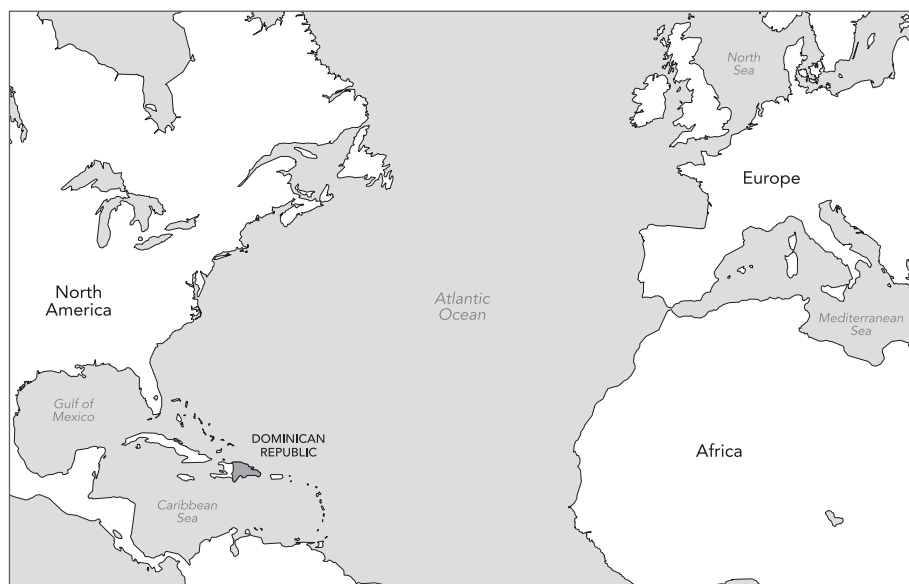 North
Sea
Europe
North
America
Atlantic
Ocean
Mediterranean
Sea
Gulf of
Mexico
DOMINICAN
REPUBLIC
Africa
Caribbean
Sea